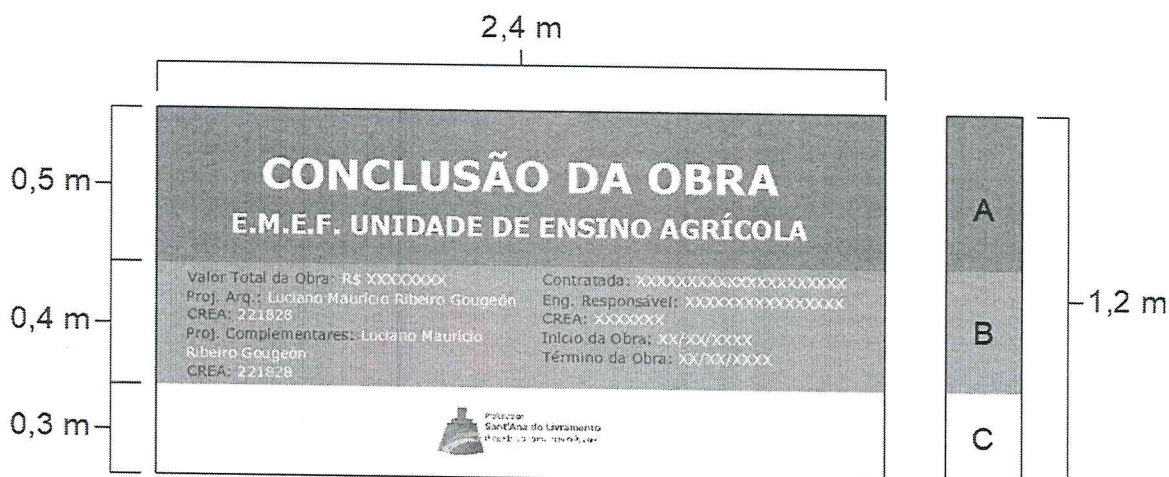 2,4 m
0,5 m
CONCLUSÃO DA OBRA
E.M.E.F. UNIDADE DE ENSINO AGRÍCOLA
A
0,4 m
Valor Total da Obra: R$ XXXXXXXX
Proj. Arq.: Luciano Maurício Ribeiro Gougeon
CREA: 221828
Proj. Complementares: Luciano Maurício
Ribeiro Gougeon
CREA: 221828
Contratada: XXXXXXXXXXXXXXXXXXXXXX
Eng. Responsável: XXXXXXXXXXXXXXXXX
CREA: XXXXXXX
Início da Obra: XX/XX/XXXX
Término da Obra: XX/XX/XXXX
B
1,2 m
0,3 m
Sant'Ana do Livramento
C